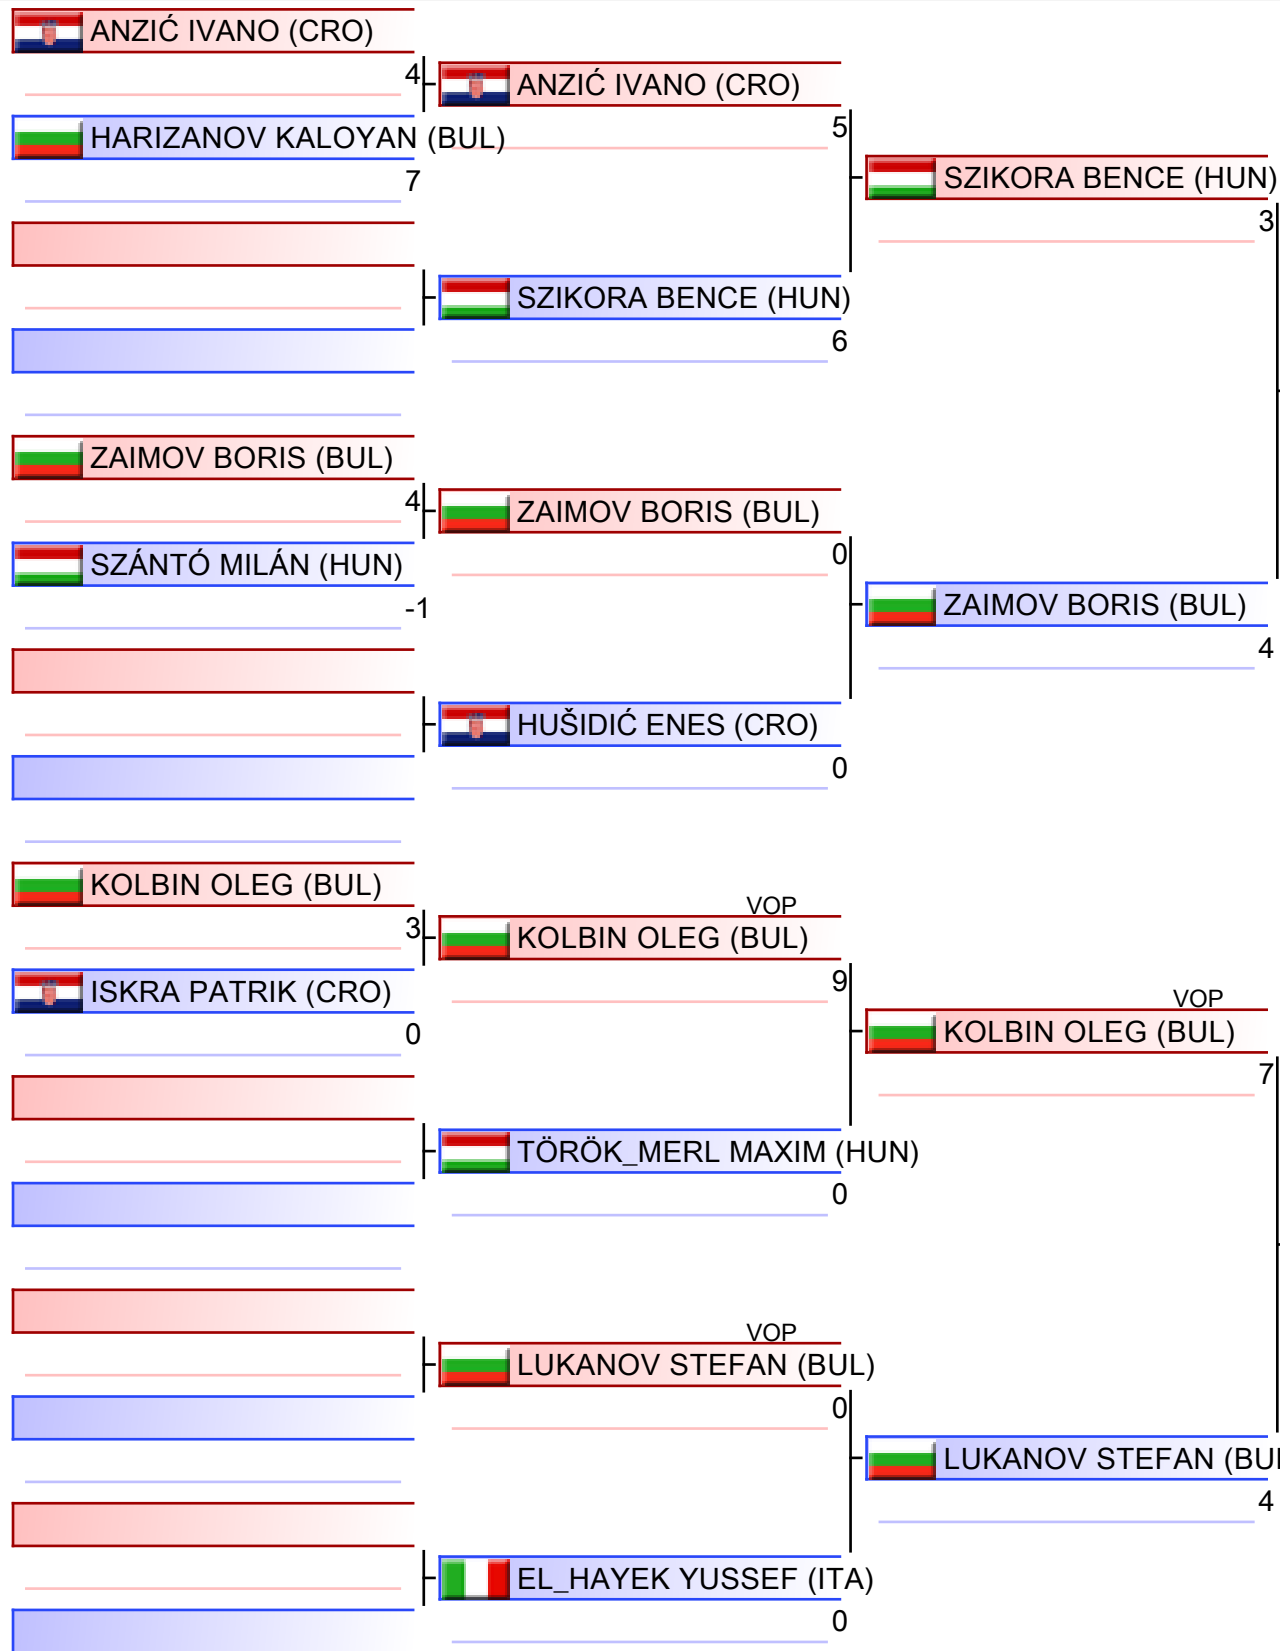 ANZIĆ IVANO (CRO)
4
HARIZANOV KALOYAN (BUL)
7
ZAIMOV BORIS (BUL)
4
SZÁNTÓ MILÁN (HUN)
-1
KOLBIN OLEG (BUL)
3
ISKRA PATRIK (CRO)
0
ANZIĆ IVANO (CRO)
5
SZIKORA BENCE (HUN)
6
ZAIMOV BORIS (BUL)
0
HUŠIDIĆ ENES (CRO)
0
VOP
KOLBIN OLEG (BUL)
9
TÖRÖK_MERL MAXIM (HUN)
0
VOP
LUKANOV STEFAN (BUL)
0
EL_HAYEK YUSSEF (ITA)
0
SZIKORA BENCE (HUN)
3
ZAIMOV BORIS (BUL)
4
VOP
KOLBIN OLEG (BUL)
7
LUKANOV STEFAN (BUL
4